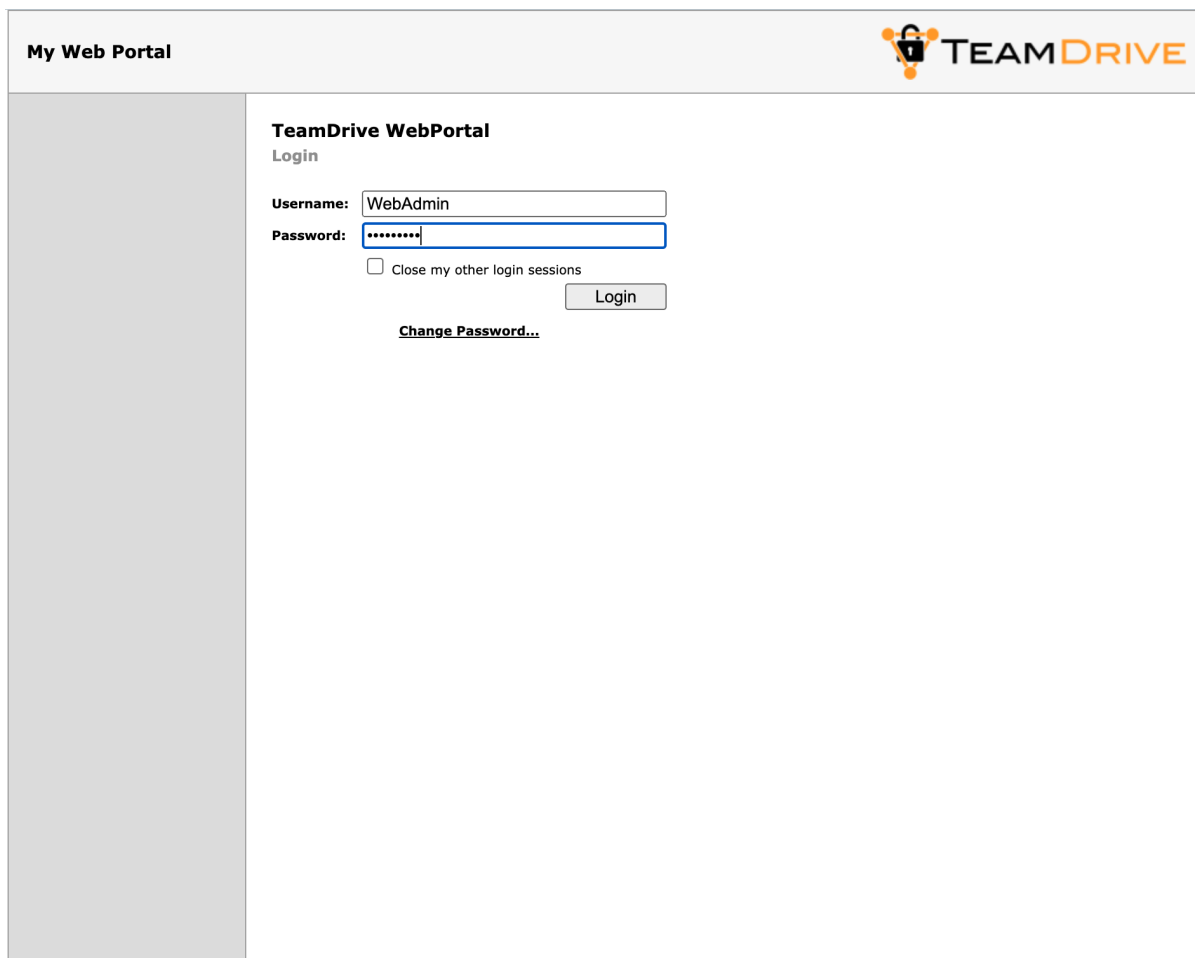 My Web Portal
TEAMDRIVE
TeamDrive WebPortal
Login
Username: WebAdmin
Password: •••••••••
Close my other login sessions
Login
Change Password...